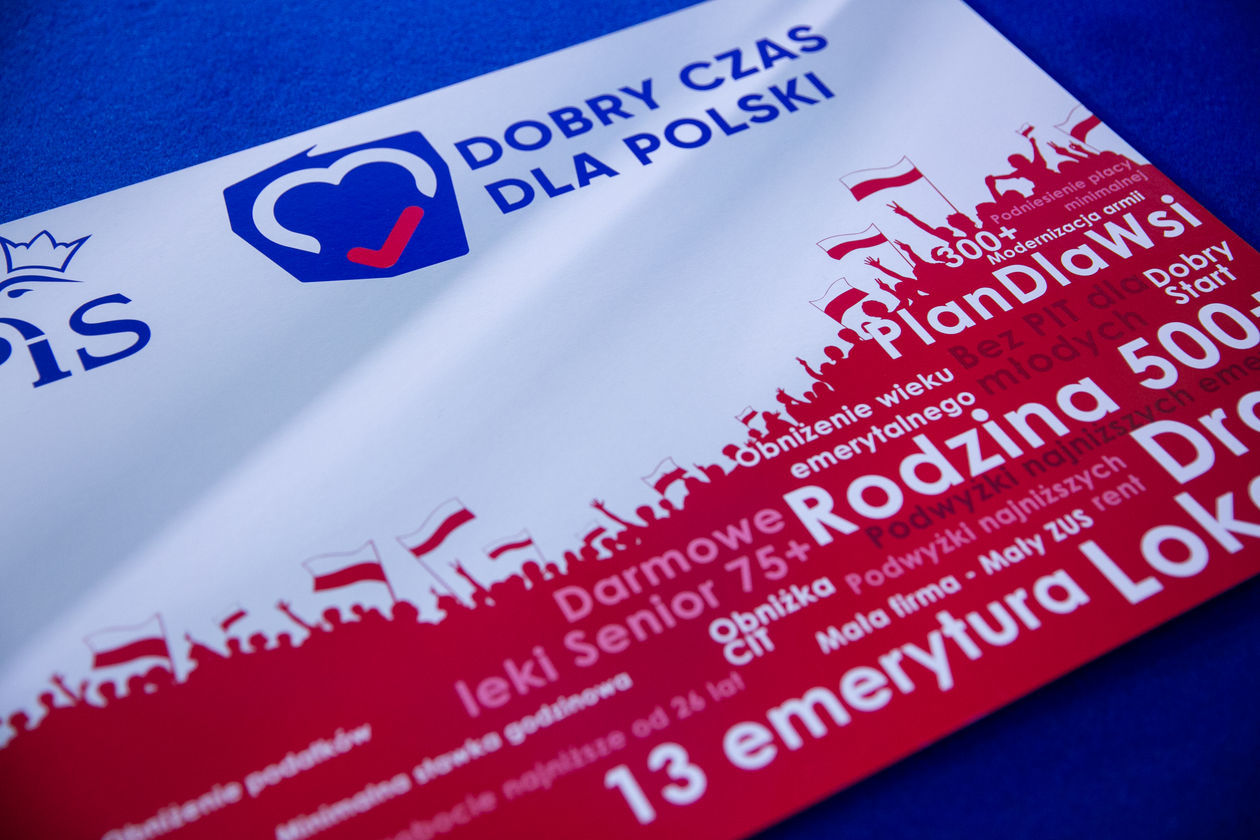 DOBRY CZAS
DLA POLSKI
PiS
Podniesienie płacy
minimalnej
300+
Modernizacja armii
PlanDlaWsi
Dobry
Start
Bez PIT dla
młodych
Obniżenie wieku
emerytalnego
Rodzina 500+
Podwyżki najniższych
Darmowe
leki Senior 75+
Podwyżki najniższych
rent
Obniżka
CIT
Mała firma - Mały ZUS
13 emerytura
Obniżenie podatków
Minimalna stawka godzinowa
najniższe od 26 lat